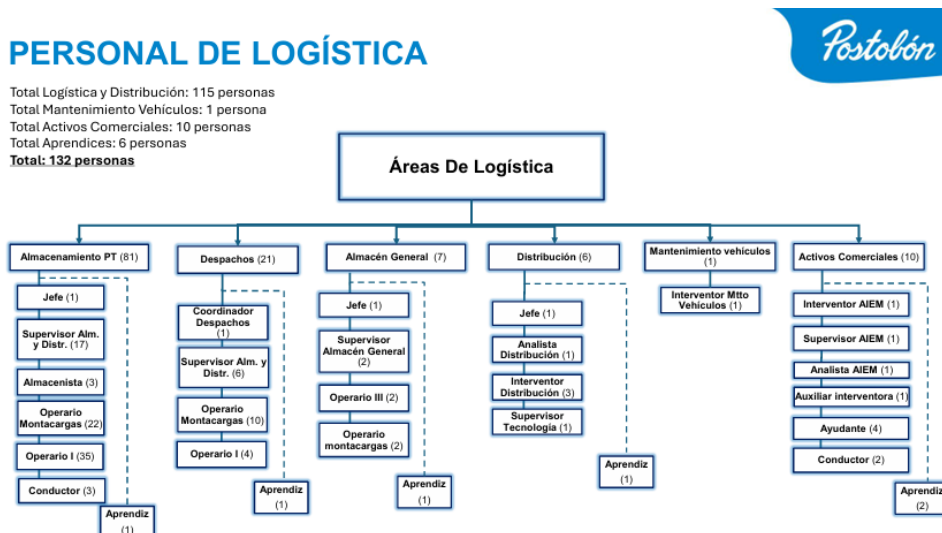 Postobón
PERSONAL DE LOGÍSTICA
Total Logística y Distribución: 115 personas
Total Mantenimiento Vehículos: 1 persona
Total Activos Comerciales: 10 personas
Total Aprendices: 6 personas
Total: 132 personas
Áreas De Logística
Almacenamiento PT (81)
Jefe (1)
Supervisor Alm.
y Distr. (17)
Almacenista (3)
Operario
Montacargas (22)
Operario I (35)
Conductor (3)
Aprendiz
(1)
Despachos (21)
Coordinador
Despachos
(1)
Supervisor Alm. y
Distr. (6)
Operario
Montacargas (10)
Operario I (4)
Aprendiz
(1)
Almacén General (7)
Jefe (1)
Supervisor
Almacén General
(2)
Operario III (2)
Operario
montacargas (2)
Aprendiz
(1)
Distribución (6)
Jefe (1)
Analista
Distribución (1)
Interventor
Distribución (3)
Supervisor
Tecnología (1)
Aprendiz
(1)
Mantenimiento vehículos
(1)
Interventor Mtto
Vehículos (1)
Activos Comerciales (10)
Interventor AIEM (1)
Supervisor AIEM (1)
Analista AIEM (1)
Auxiliar interventora (1)
Ayudante (4)
Conductor (2)
Aprendiz
(2)